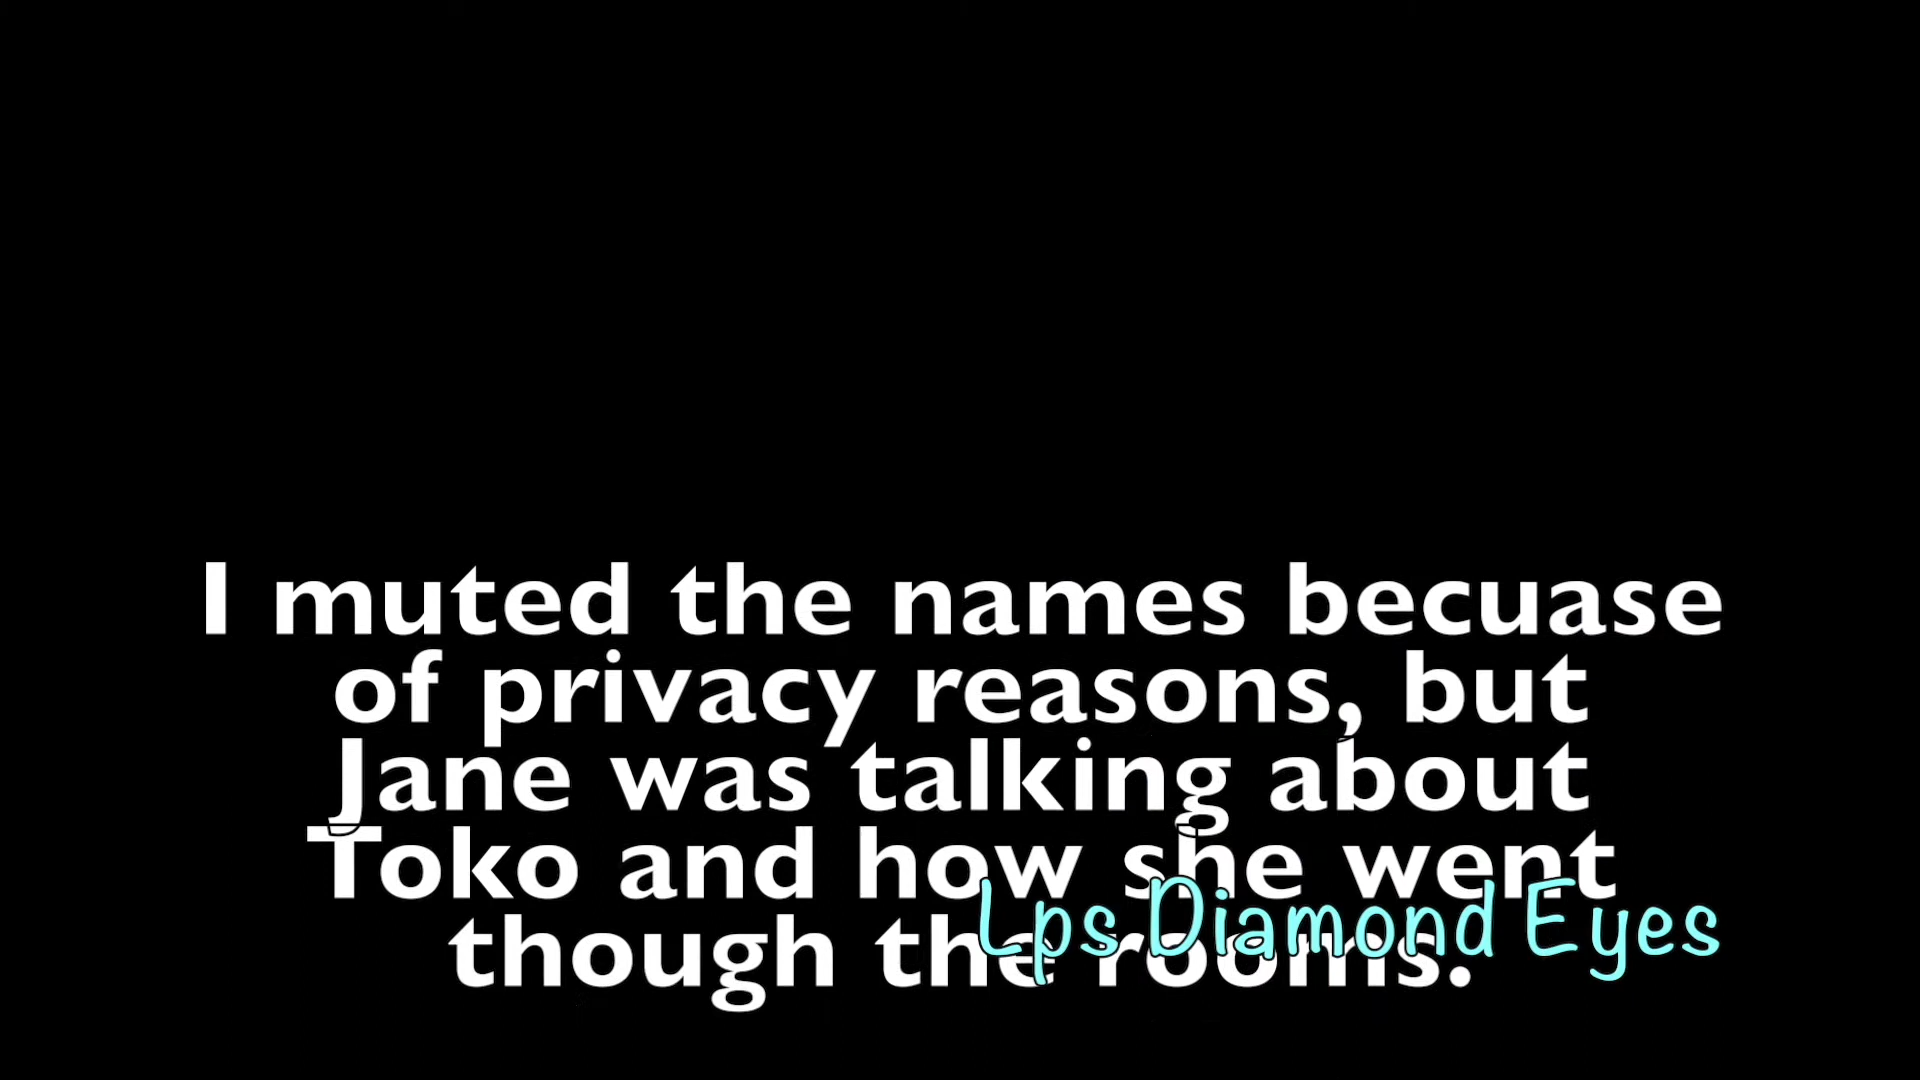 I muted the names becuase
of privacy reasons, but
Jane was talking about
Toko and how she went
though the rooms.
Lps Diamond Eyes